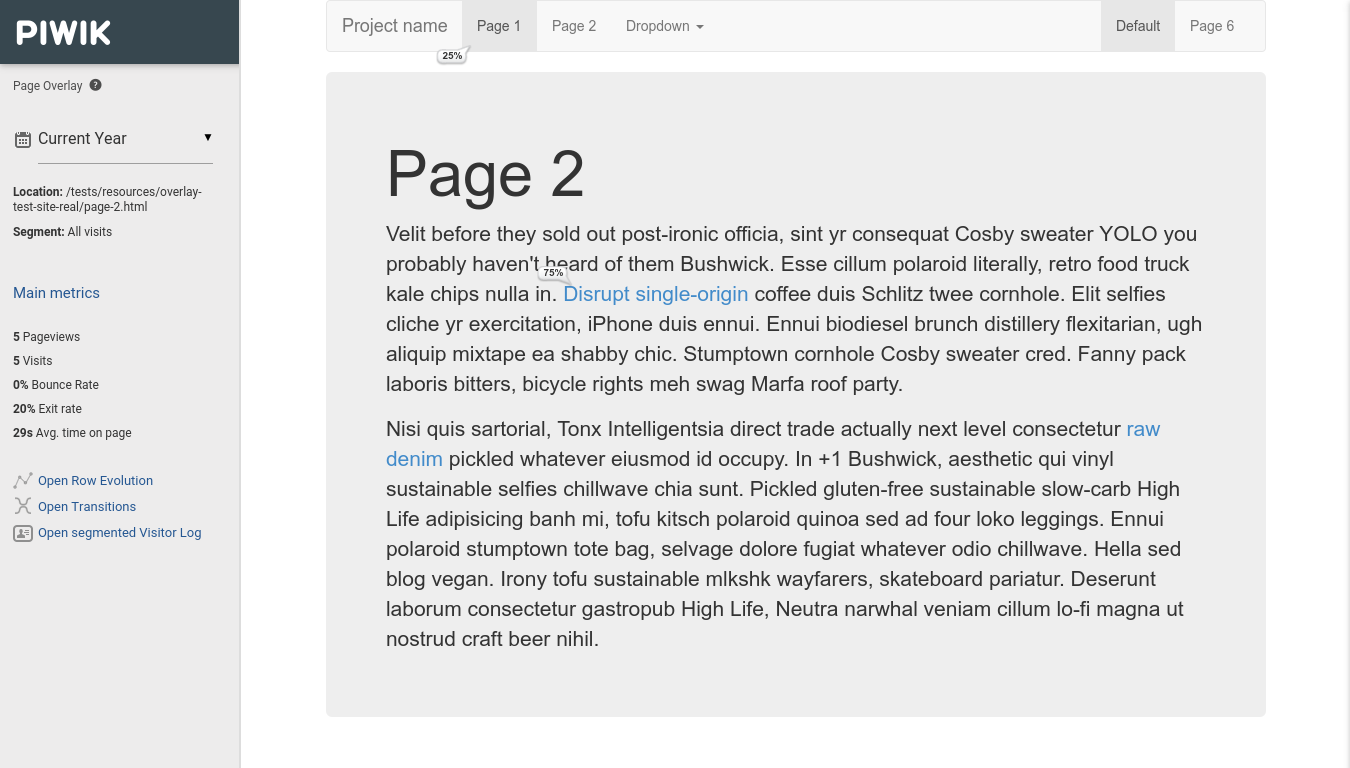 PIWIK
Page Overlay ?
Current Year ▼
Location: /tests/resources/overlay-
test-site-real/page-2.html
Segment: All visits
Main metrics
5 Pageviews
5 Visits
0% Bounce Rate
20% Exit rate
29s Avg. time on page
Open Row Evolution
Open Transitions
Open segmented Visitor Log
Project name Page 1 Page 2 Dropdown Default Page 6
25%
Page 2
Velit before they sold out post-ironic officia, sint yr consequat Cosby sweater YOLO you
probably haven't heard of them Bushwick. Esse cillum polaroid literally, retro food truck
75%
kale chips nulla in. Disrupt single-origin coffee duis Schlitz twee cornhole. Elit selfies
cliche yr exercitation, iPhone duis ennui. Ennui biodiesel brunch distillery flexitarian, ugh
aliquip mixtape ea shabby chic. Stumptown cornhole Cosby sweater cred. Fanny pack
laboris bitters, bicycle rights meh swag Marfa roof party.
Nisi quis sartorial, Tonx Intelligentsia direct trade actually next level consectetur raw
denim pickled whatever eiusmod id occupy. In +1 Bushwick, aesthetic qui vinyl
sustainable selfies chillwave chia sunt. Pickled gluten-free sustainable slow-carb High
Life adipisicing banh mi, tofu kitsch polaroid quinoa sed ad four loko leggings. Ennui
polaroid stumptown tote bag, selvage dolore fugiat whatever odio chillwave. Hella sed
blog vegan. Irony tofu sustainable mlkshk wayfarers, skateboard pariatur. Deserunt
laborum consectetur gastropub High Life, Neutra narwhal veniam cillum lo-fi magna ut
nostrud craft beer nihil.